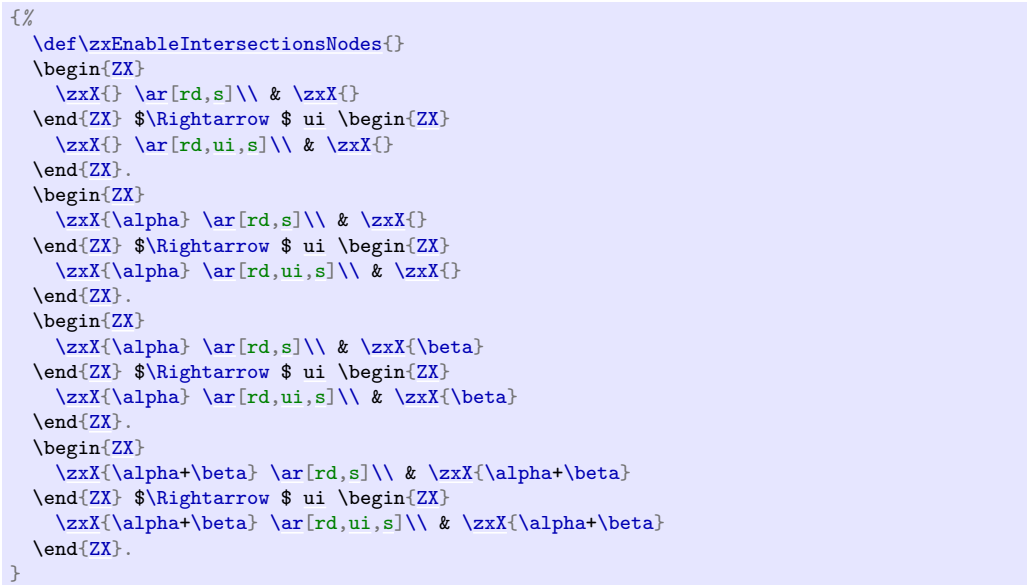 {%
  \def\zxEnableIntersectionsNodes{}
  \begin{ZX}
    \zxX{} \ar[rd,s]\\ & \zxX{}
  \end{ZX} $\Rightarrow $ ui \begin{ZX}
    \zxX{} \ar[rd,ui,s]\\ & \zxX{}
  \end{ZX}.
  \begin{ZX}
    \zxX{\alpha} \ar[rd,s]\\ & \zxX{}
  \end{ZX} $\Rightarrow $ ui \begin{ZX}
    \zxX{\alpha} \ar[rd,ui,s]\\ & \zxX{}
  \end{ZX}.
  \begin{ZX}
    \zxX{\alpha} \ar[rd,s]\\ & \zxX{\beta}
  \end{ZX} $\Rightarrow $ ui \begin{ZX}
    \zxX{\alpha} \ar[rd,ui,s]\\ & \zxX{\beta}
  \end{ZX}.
  \begin{ZX}
    \zxX{\alpha+\beta} \ar[rd,s]\\ & \zxX{\alpha+\beta}
  \end{ZX} $\Rightarrow $ ui \begin{ZX}
    \zxX{\alpha+\beta} \ar[rd,ui,s]\\ & \zxX{\alpha+\beta}
  \end{ZX}.
}